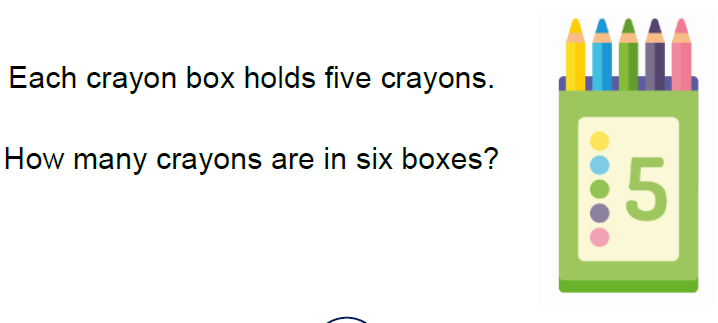 Each crayon box holds five crayons.
How many crayons are in six boxes?
5